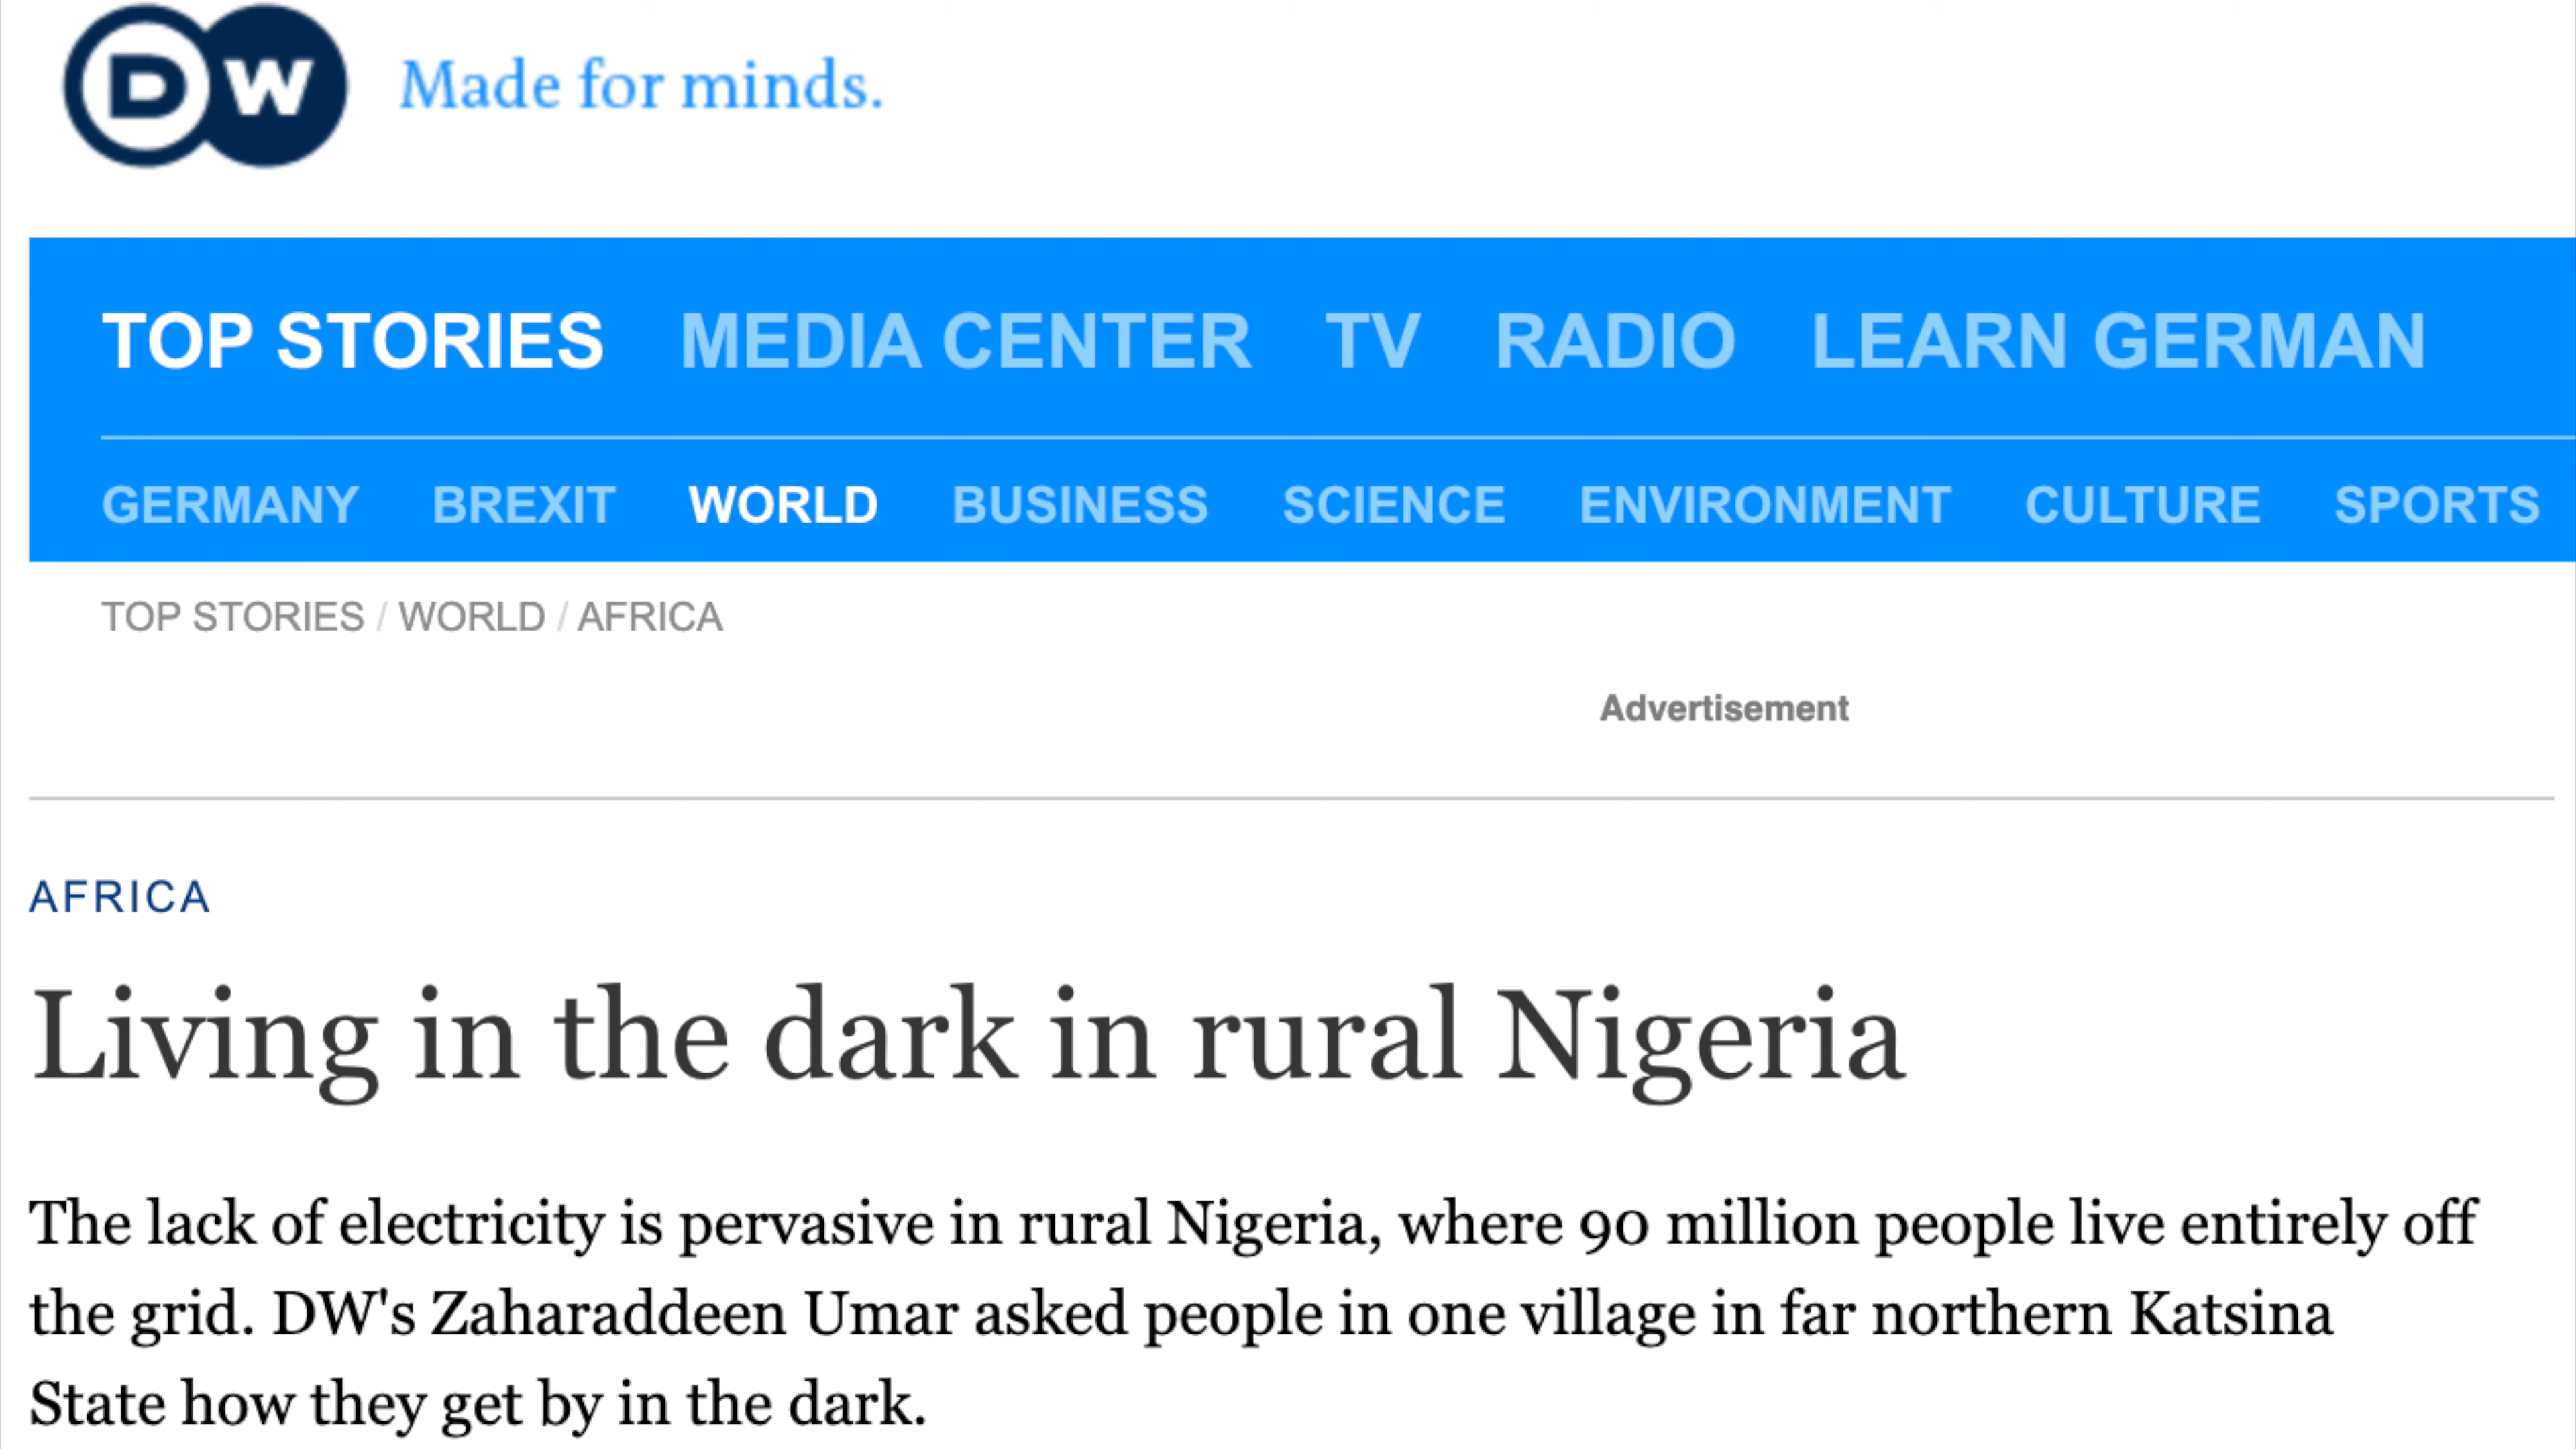 DW Made for minds.
TOP STORIES MEDIA CENTER TV RADIO LEARN GERMAN
GERMANY BREXIT WORLD BUSINESS SCIENCE ENVIRONMENT CULTURE SPORTS
TOP STORIES / WORLD / AFRICA
Advertisement
AFRICA
Living in the dark in rural Nigeria
The lack of electricity is pervasive in rural Nigeria, where 90 million people live entirely off
the grid. DW's Zaharaddeen Umar asked people in one village in far northern Katsina
State how they get by in the dark.